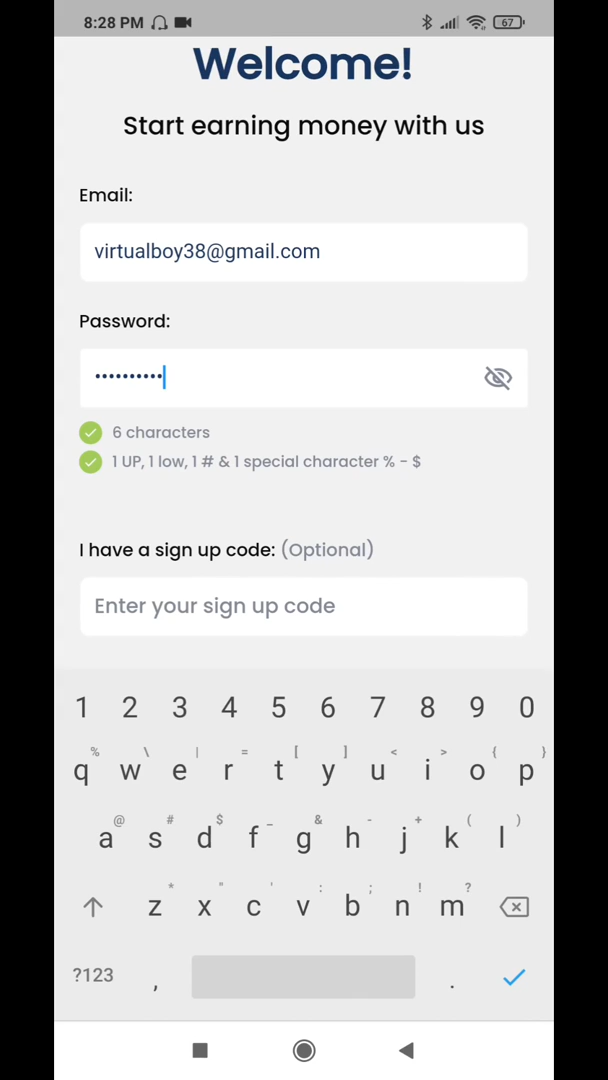 8:28 PM 67
Welcome!
Start earning money with us
Email:
virtualboy38@gmail.com
Password:
••••••••••
6 characters
1 UP, 1 low, 1 # & 1 special character % - $
I have a sign up code: (Optional)
Enter your sign up code
1 2 3 4 5 6 7 8 9 0
% \ | = [ ] < > { }
q w e r t y u i o p
@ # $ _ & - + ( )
a s d f g h j k l
* " ' : ; ! ?
z x c v b n m
?123 , .